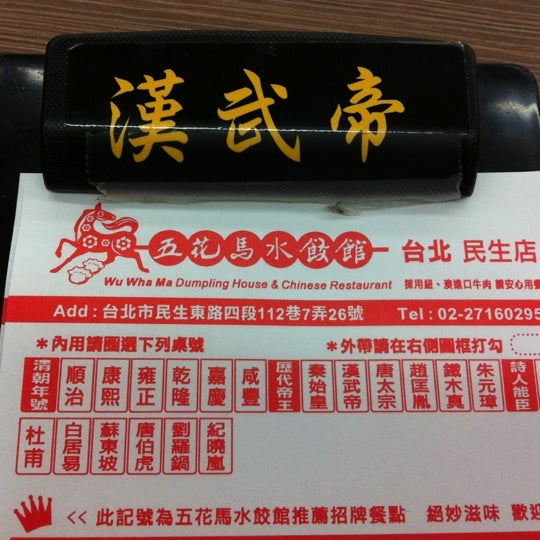 漢武帝
五花馬水餃館 台北 民生店
Wu Wha Ma Dumpling House & Chinese Restaurant 採用紐、澳進口牛肉 請安心用
Add : 台北市民生東路四段112巷7弄26號 Tel : 02-27160295
＊內用請圈選下列桌號 ＊外帶請在右側圖框打勾
清朝年號 順治 康熙 雍正 乾隆 嘉慶 咸豐 歷代帝王 秦始皇 漢武帝 唐太宗 趙匡胤 鐵木真 朱元璋 詩人能臣
杜甫 白居易 蘇東坡 唐伯虎 劉羅鍋 紀曉嵐
<< 此記號為五花馬水餃館推薦招牌餐點 絕妙滋味 歡迎